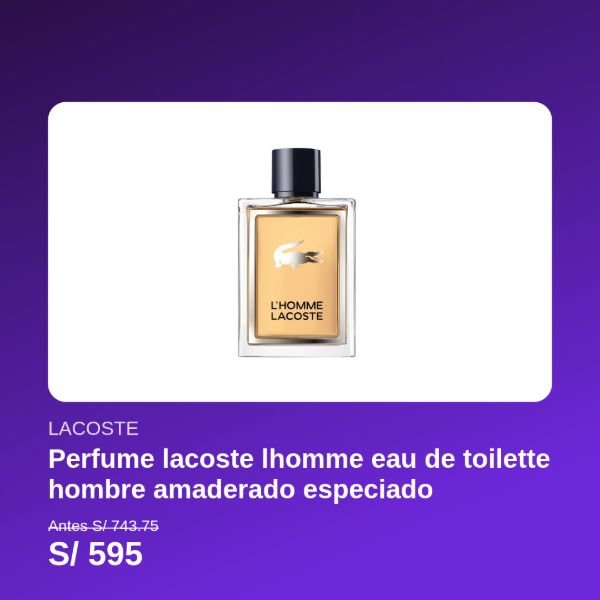 L'HOMME
LACOSTE
LACOSTE
Perfume lacoste lhomme eau de toilette
hombre amaderado especiado
Antes S/ 743.75
S/ 595